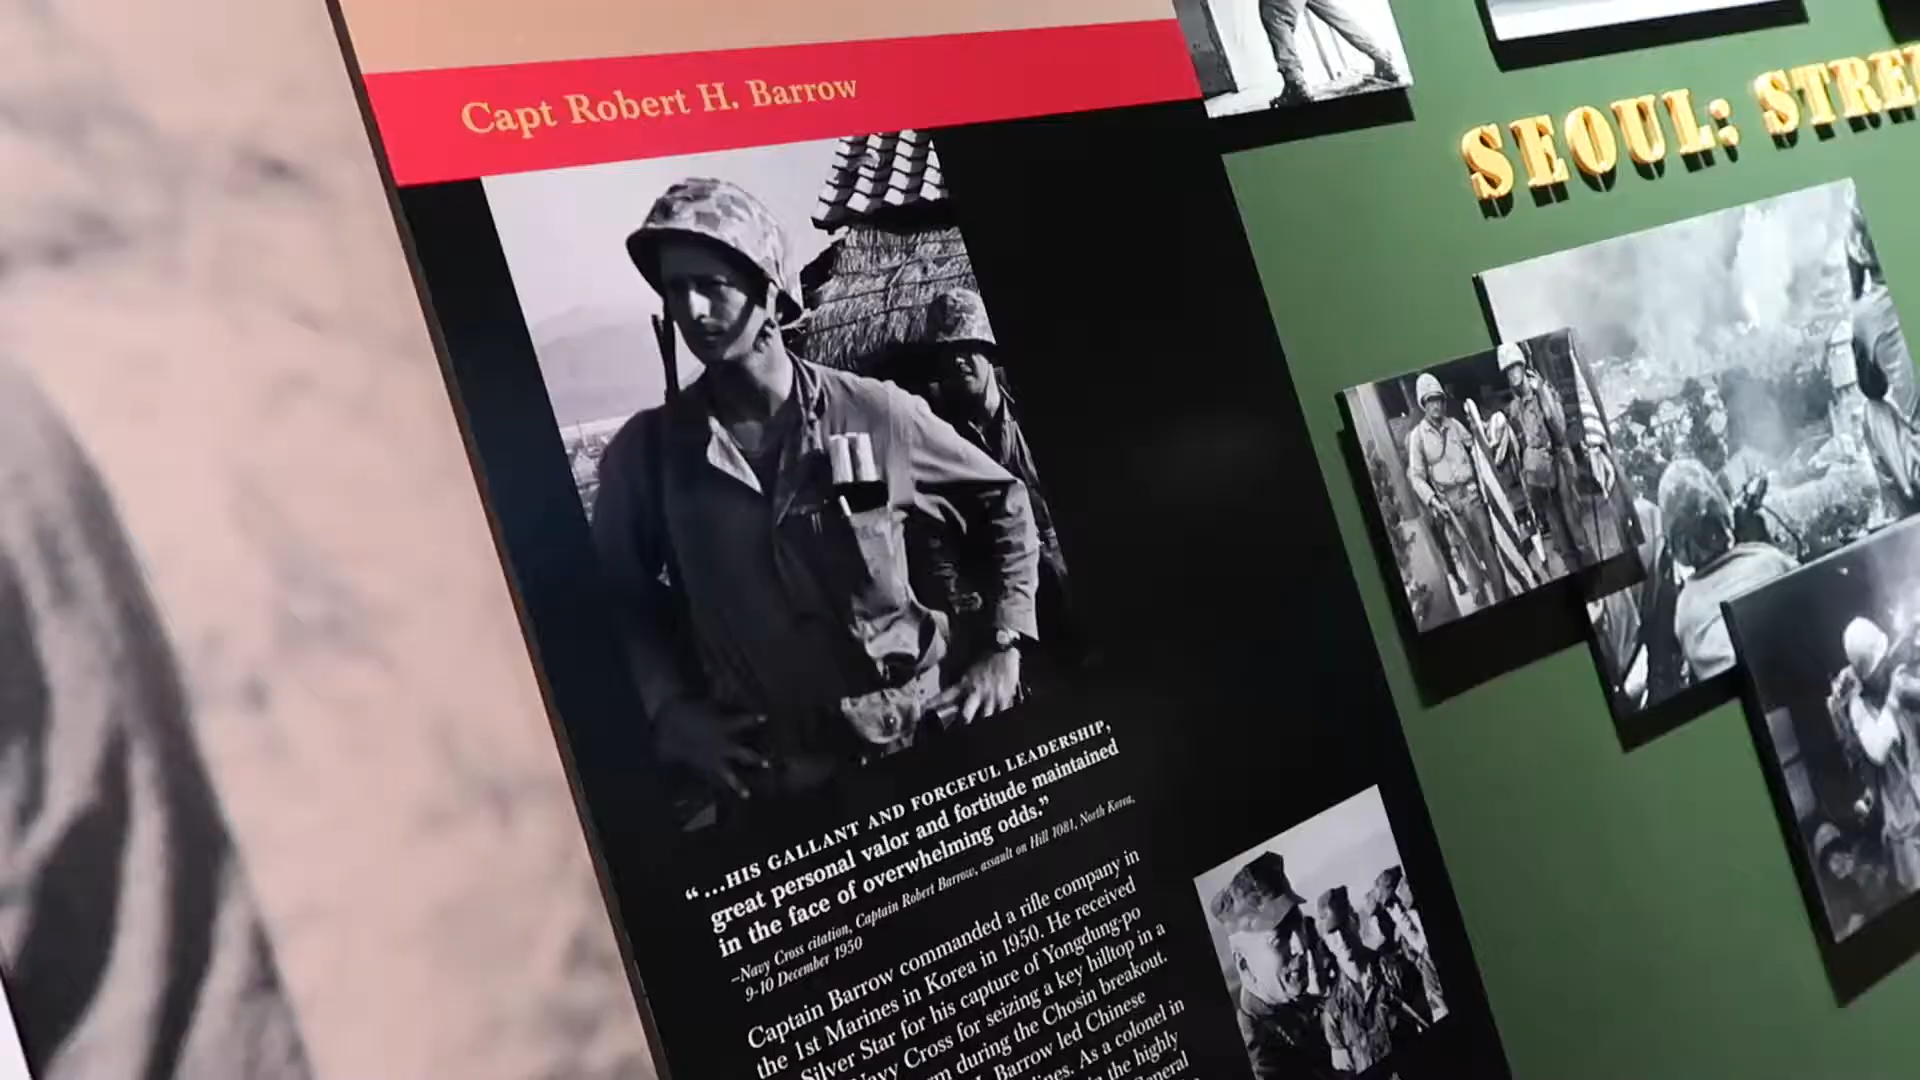 Capt Robert H. Barrow
SEOUL:
“...HIS GALLANT AND FORCEFUL LEADERSHIP,
great personal valor and fortitude maintained
in the face of overwhelming odds.”
–Navy Cross citation, Captain Robert Barrow, assault on Hill 1081, North Korea,
9-10 December 1950
Captain Barrow commanded a rifle company in
the 1st Marines in Korea in 1950. He received
Silver Star for his capture of Yongdung-po
Cross for seizing a key hilltop in a
during the Chosin breakout.
Barrow led Chinese
As a colonel in
the highly